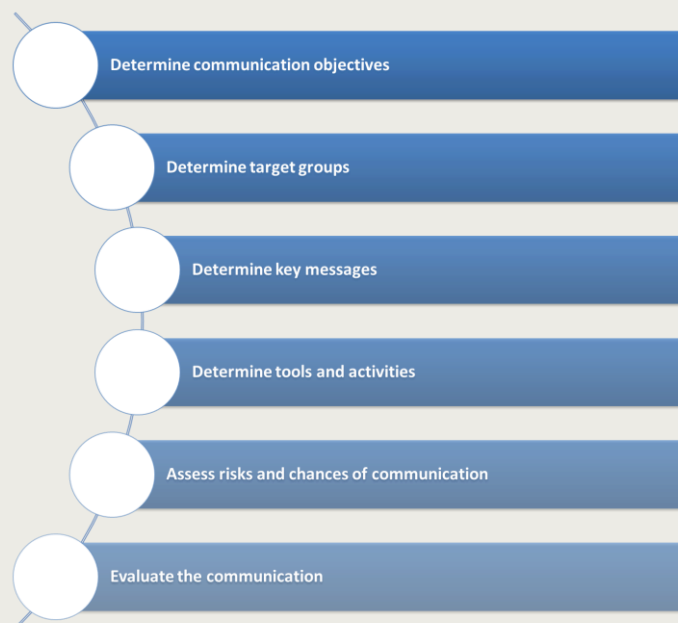 Determine communication objectives
Determine target groups
Determine key messages
Determine tools and activities
Assess risks and chances of communication
Evaluate the communication